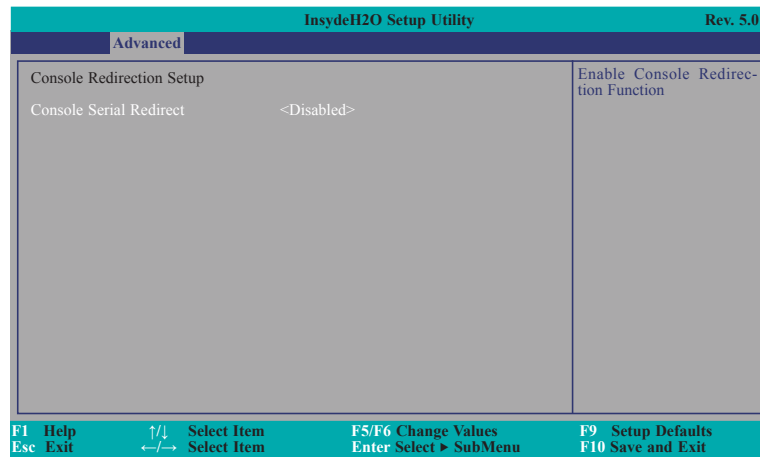 InsydeH2O Setup Utility Rev. 5.0
Advanced
Console Redirection Setup
Console Serial Redirect <Disabled>
Enable Console Redirec-
tion Function
F1 Help ↑/↓ Select Item F5/F6 Change Values F9 Setup Defaults
Esc Exit ←/→ Select Item Enter Select ► SubMenu F10 Save and Exit